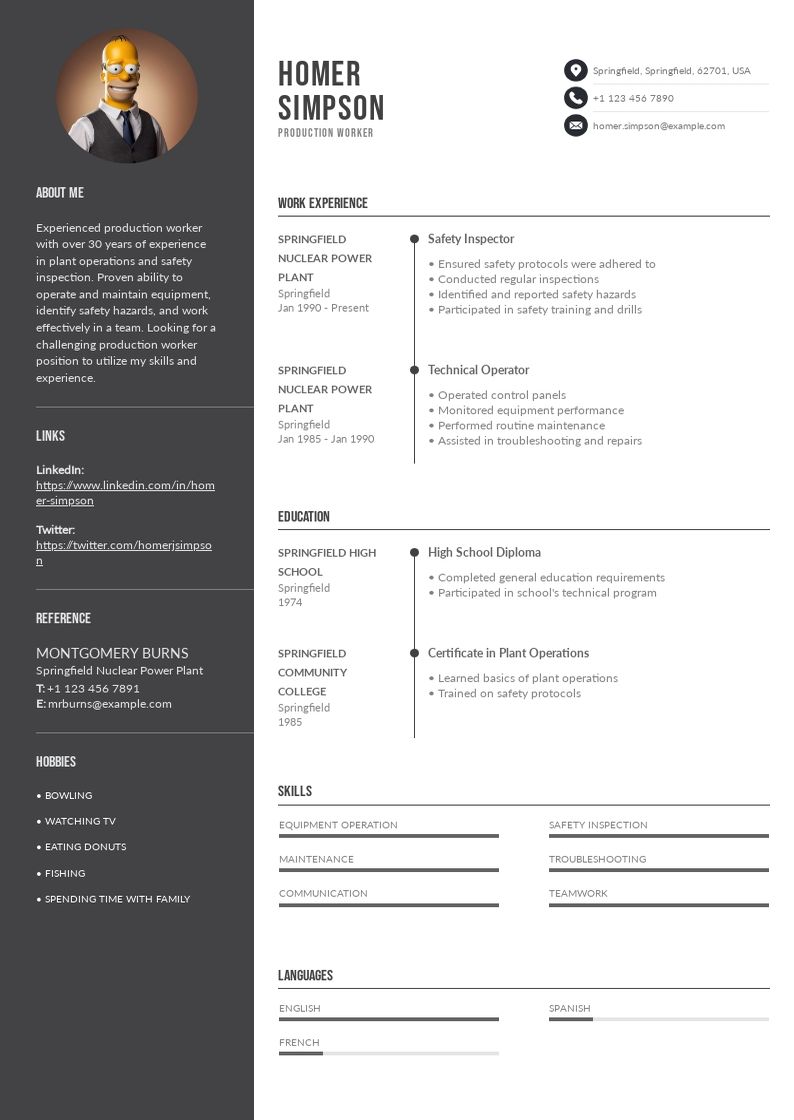 HOMER
SIMPSON
PRODUCTION WORKER
Springfield, Springfield, 62701, USA
+1 123 456 7890
homer.simpson@example.com
ABOUT ME
Experienced production worker
with over 30 years of experience
in plant operations and safety
inspection. Proven ability to
operate and maintain equipment,
identify safety hazards, and work
effectively in a team. Looking for a
challenging production worker
position to utilize my skills and
experience.
LINKS
LinkedIn:
https://www.linkedin.com/in/hom
er-simpson
Twitter:
https://twitter.com/homerjsimpso
n
REFERENCE
MONTGOMERY BURNS
Springfield Nuclear Power Plant
T: +1 123 456 7891
E: mrburns@example.com
HOBBIES
• BOWLING
• WATCHING TV
• EATING DONUTS
• FISHING
• SPENDING TIME WITH FAMILY
WORK EXPERIENCE
SPRINGFIELD
NUCLEAR POWER
PLANT
Springfield
Jan 1990 - Present
Safety Inspector
• Ensured safety protocols were adhered to
• Conducted regular inspections
• Identified and reported safety hazards
• Participated in safety training and drills
SPRINGFIELD
NUCLEAR POWER
PLANT
Springfield
Jan 1985 - Jan 1990
Technical Operator
• Operated control panels
• Monitored equipment performance
• Performed routine maintenance
• Assisted in troubleshooting and repairs
EDUCATION
SPRINGFIELD HIGH
SCHOOL
Springfield
1974
High School Diploma
• Completed general education requirements
• Participated in school's technical program
SPRINGFIELD
COMMUNITY
COLLEGE
Springfield
1985
Certificate in Plant Operations
• Learned basics of plant operations
• Trained on safety protocols
SKILLS
EQUIPMENT OPERATION
SAFETY INSPECTION
MAINTENANCE
TROUBLESHOOTING
COMMUNICATION
TEAMWORK
LANGUAGES
ENGLISH
SPANISH
FRENCH